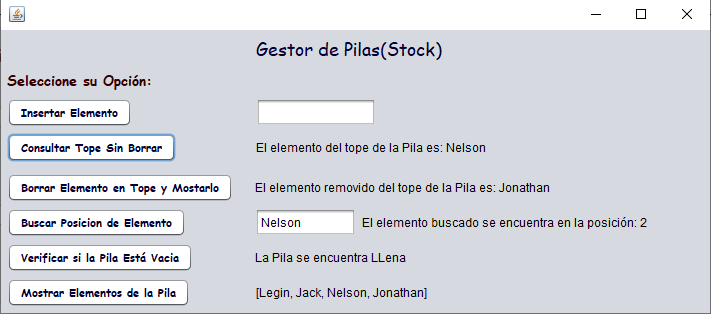 Gestor de Pilas(Stock)
Seleccione su Opción:
Insertar Elemento
Consultar Tope Sin Borrar
El elemento del tope de la Pila es: Nelson
Borrar Elemento en Tope y Mostarlo
El elemento removido del tope de la Pila es: Jonathan
Buscar Posicion de Elemento
Nelson
El elemento buscado se encuentra en la posición: 2
Verificar si la Pila Está Vacia
La Pila se encuentra LLena
Mostrar Elementos de la Pila
[Legin, Jack, Nelson, Jonathan]